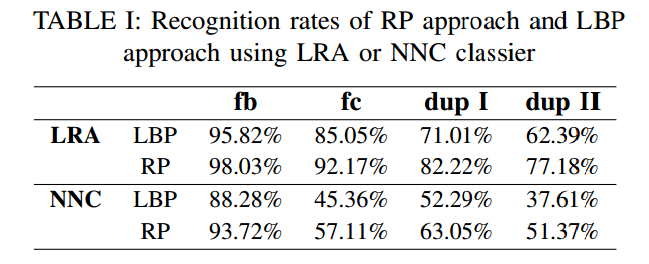 TABLE I: Recognition rates of RP approach and LBP
approach using LRA or NNC classier
fb fc dup I dup II
LRA LBP 95.82% 85.05% 71.01% 62.39%
RP 98.03% 92.17% 82.22% 77.18%
NNC LBP 88.28% 45.36% 52.29% 37.61%
RP 93.72% 57.11% 63.05% 51.37%